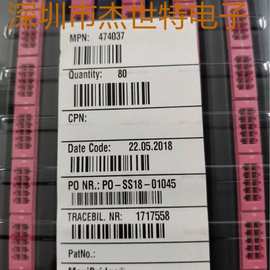 深圳市杰世特电子
MPN: 474037
Quantity: 80
CPN:
Date Code: 22.05.2018
PO NR.: PO-SS18-01045
TRACEBIL. NR: 1717558
PatNo.: